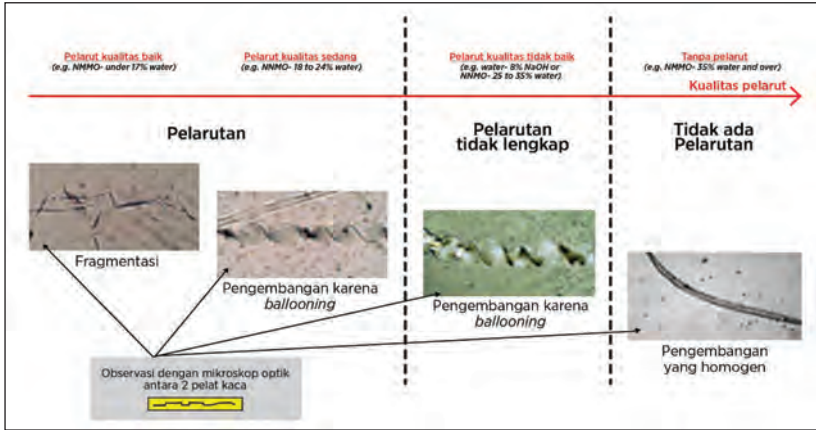 Pelarut kualitas baik
(e.g. NMMO- under 17% water)
Pelarut kualitas sedang
(e.g. NNMO- 18 to 24% water)
Pelarut kualitas tidak baik
(e.g. water- 8% NaOH or
NNMO- 25 to 35% water)
Tanpa pelarut
(e.g. NMMO- 35% water and over)
Kualitas pelarut
Pelarutan
Pelarutan
tidak lengkap
Tidak ada
Pelarutan
Fragmentasi
Pengembangan karena
ballooning
Pengembangan karena
ballooning
Pengembangan
yang homogen
Observasi dengan mikroskop optik
antara 2 pelat kaca